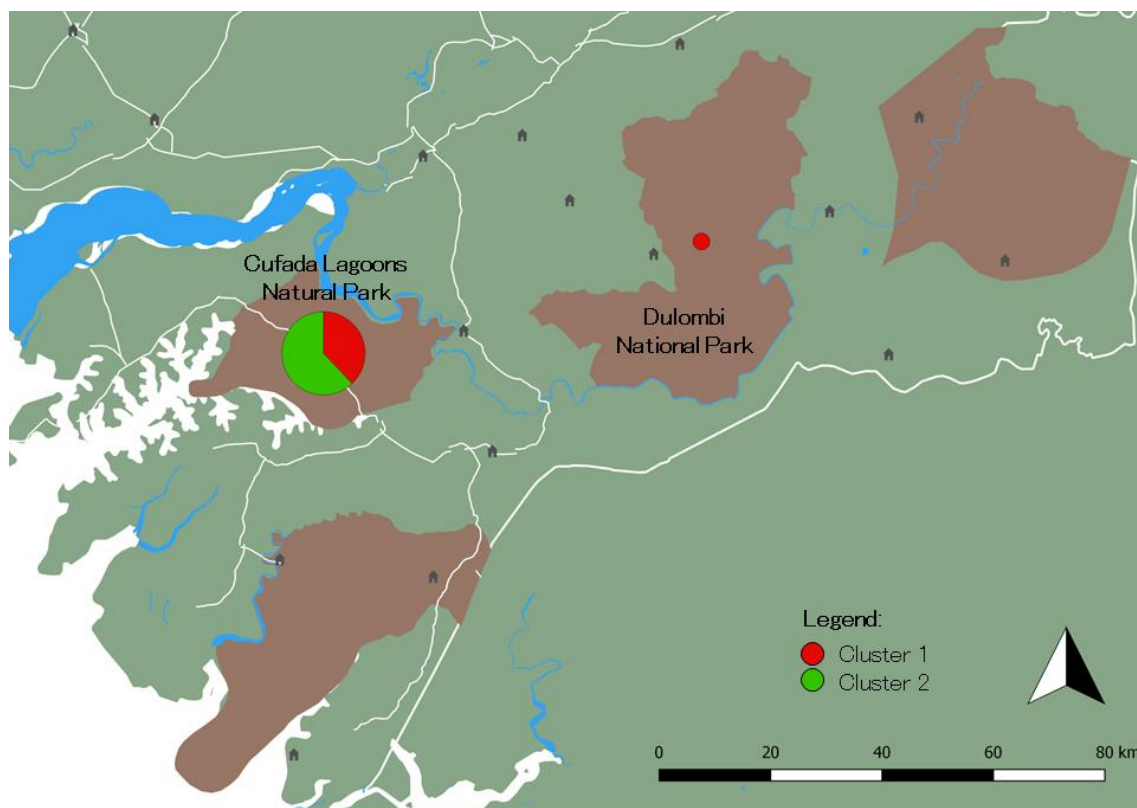 Cufada Lagoons
Natural Park
Dulombi
National Park
Legend:
Cluster 1
Cluster 2
0 20 40 60 80 km